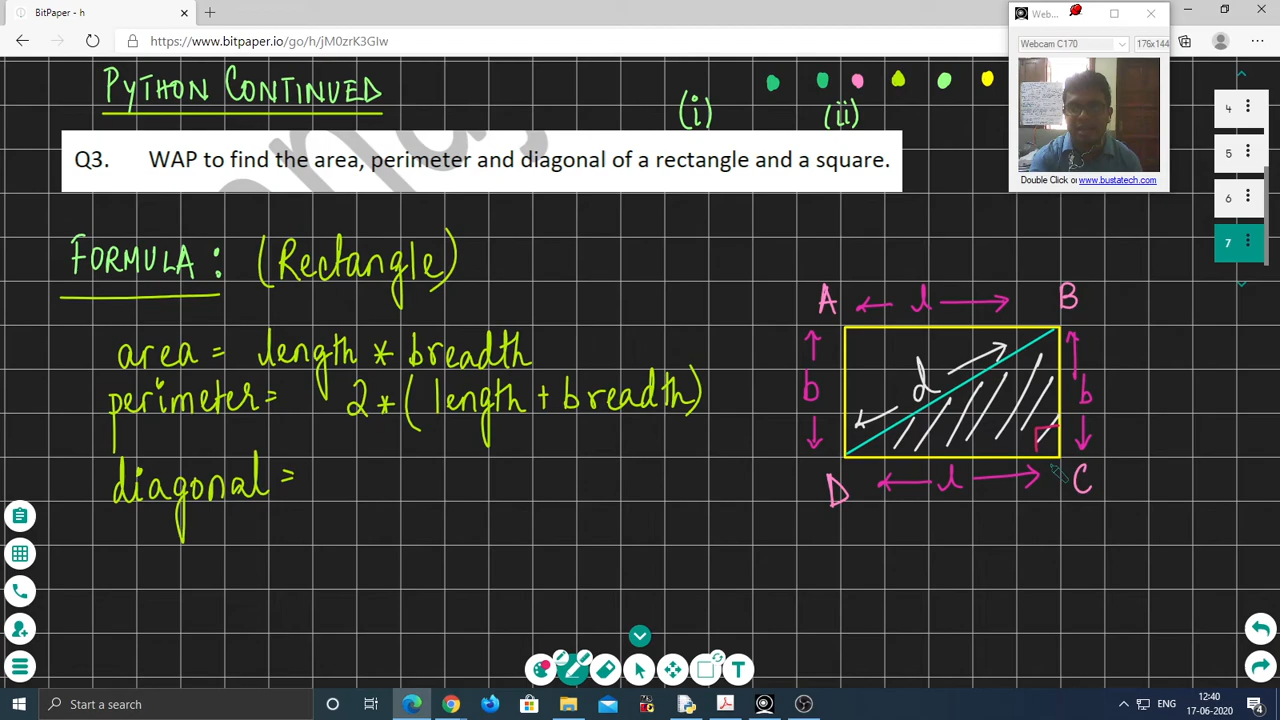 BitPaper - h
https://www.bitpaper.io/go/h/jM0zrK3GIw
Web...
Webcam C170
176x144
Double Click on www.bustatech.com
PYTHON CONTINUED
(i) (ii)
Q3. WAP to find the area, perimeter and diagonal of a rectangle and a square.
FORMULA: (Rectangle)
area = length * breadth
perimeter = 2 * (length + breadth)
diagonal =
A l B
b d b
D l C
4
5
6
7
T
Start a search
ENG
12:40
17-06-2020
4